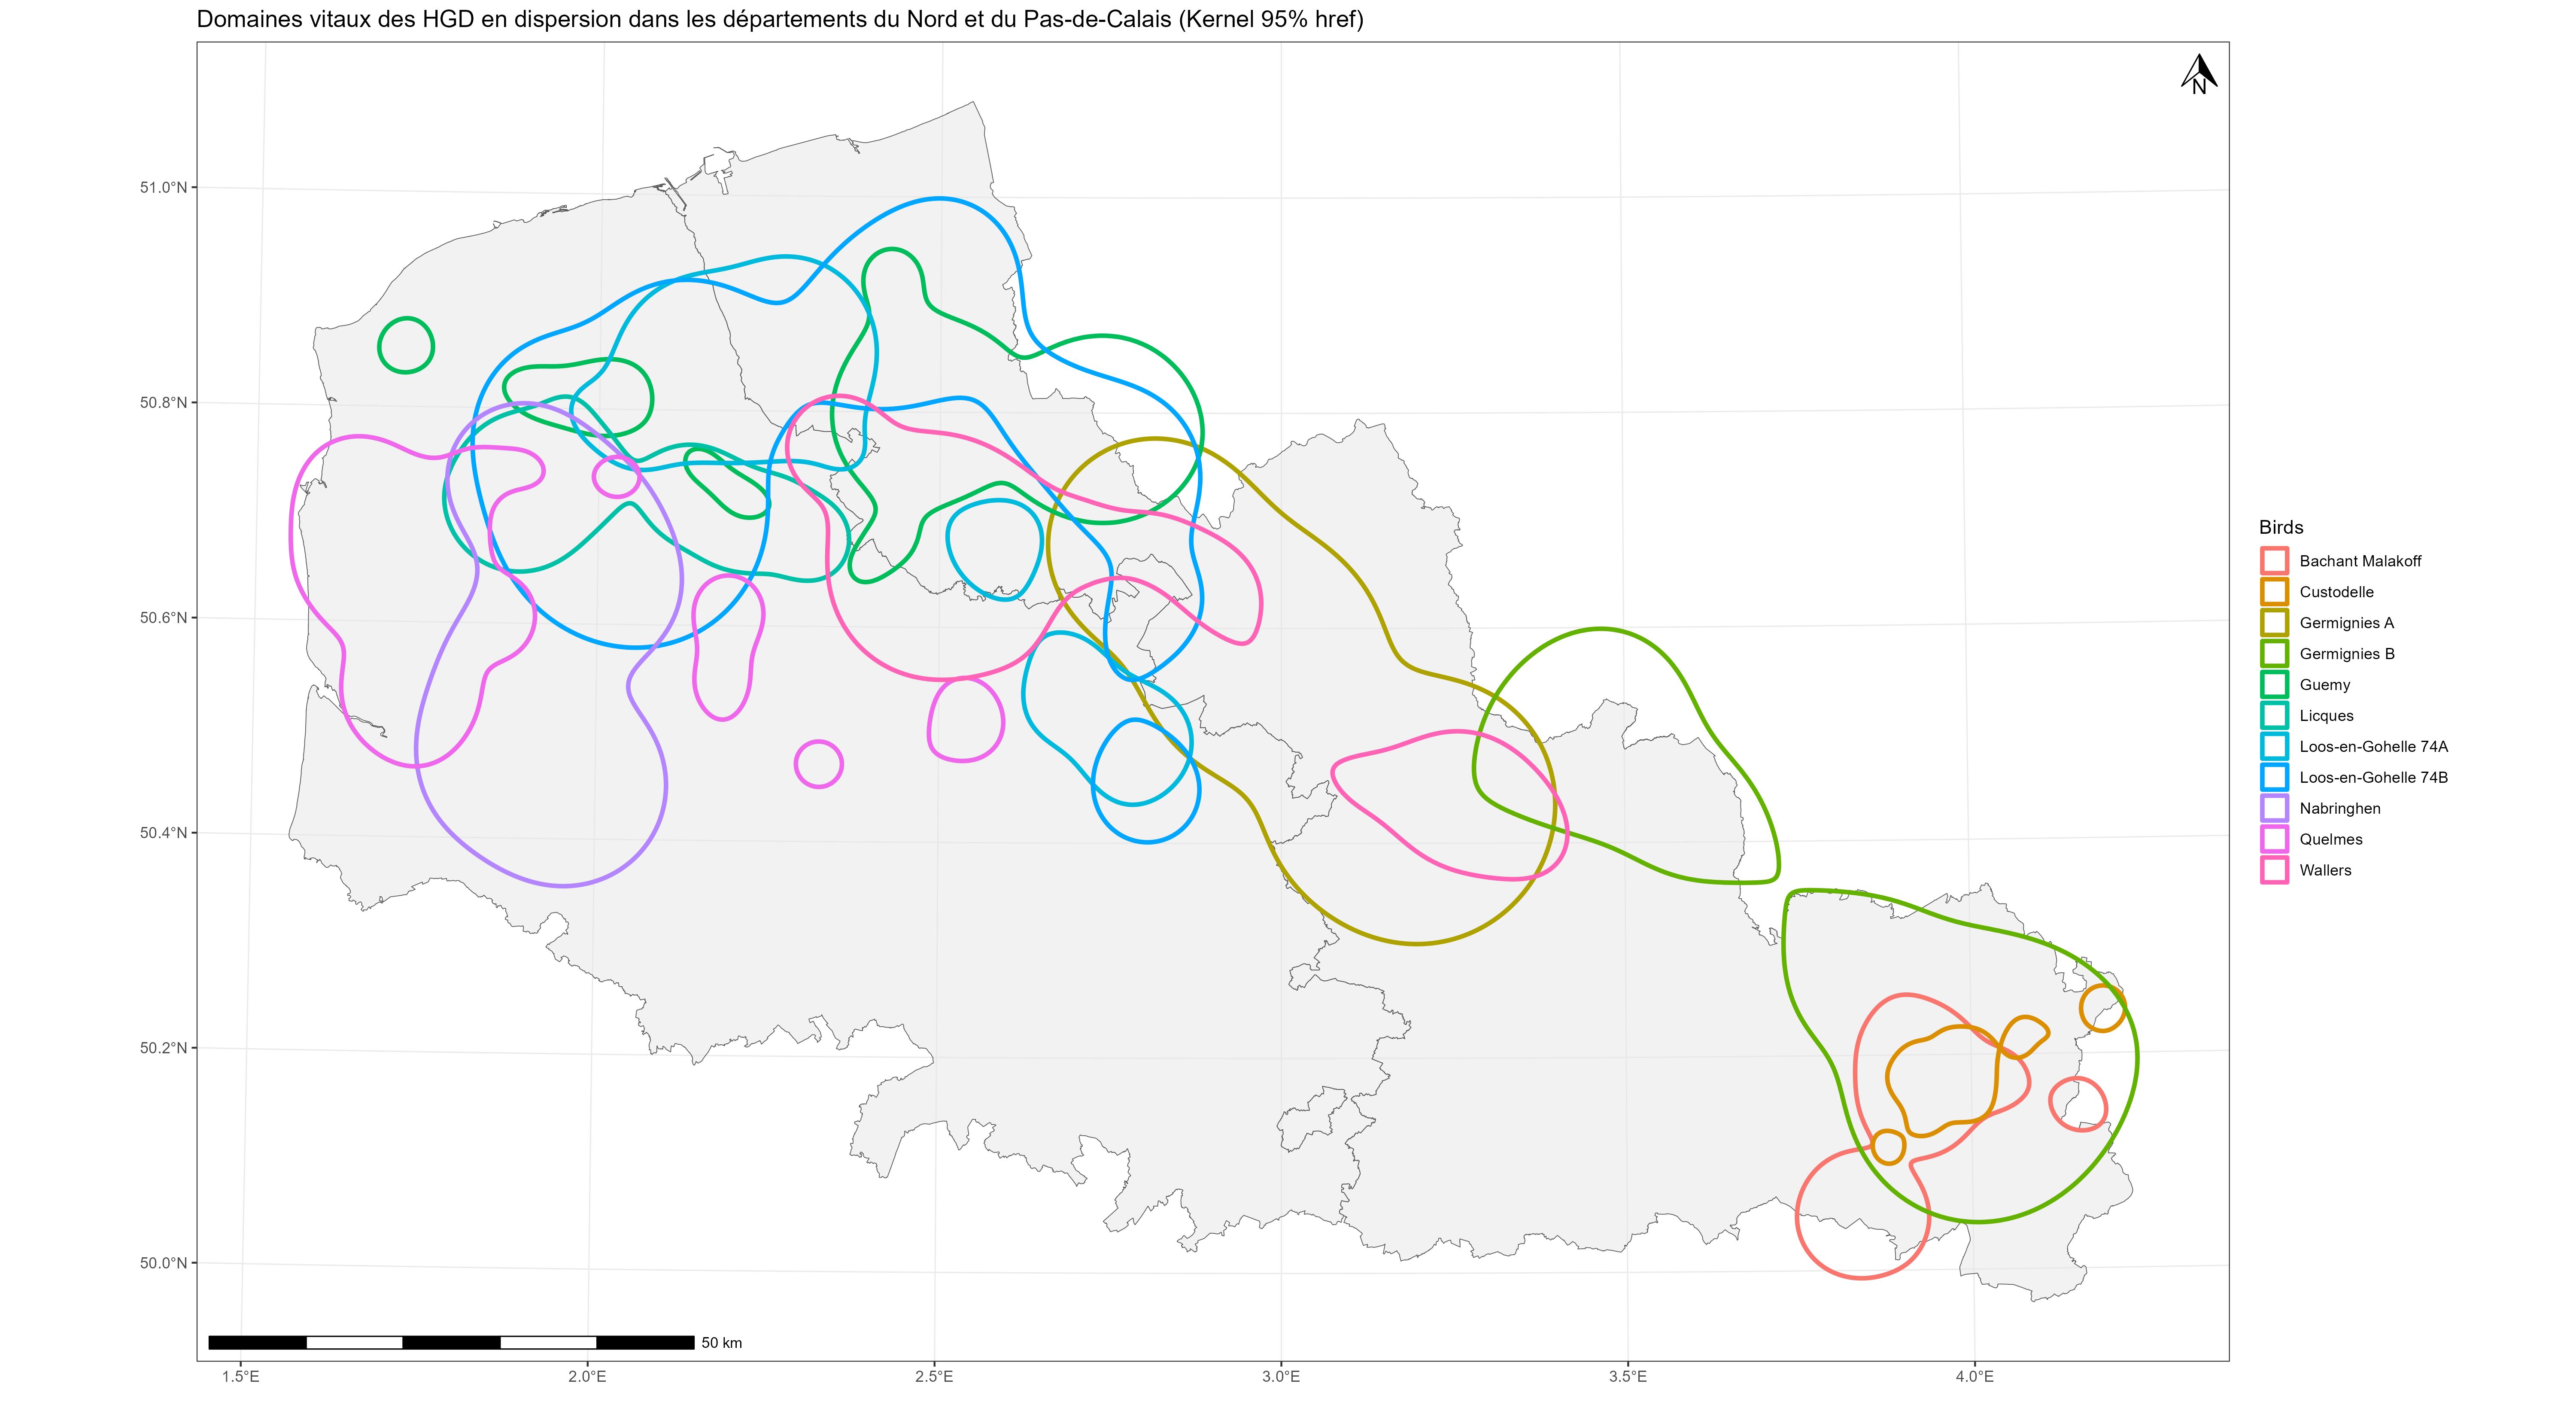 Domaines vitaux des HGD en dispersion dans les départements du Nord et du Pas-de-Calais (Kernel 95% href)
N
51.0°N
50.8°N
50.6°N
50.4°N
50.2°N
50.0°N
50 km
1.5°E
2.0°E
2.5°E
3.0°E
3.5°E
4.0°E
Birds
Bachant Malakoff
Custodelle
Germignies A
Germignies B
Guemy
Licques
Loos-en-Gohelle 74A
Loos-en-Gohelle 74B
Nabringhen
Quelmes
Wallers